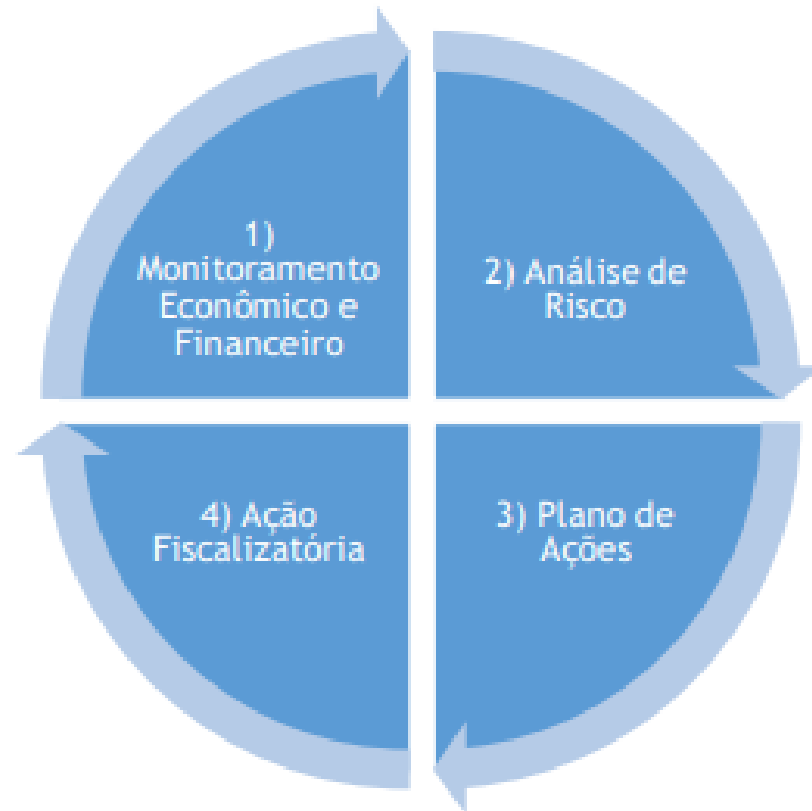 1)
Monitoramento
Econômico e
Financeiro
2) Análise de
Risco
3) Plano de
Ações
4) Ação
Fiscalizatória